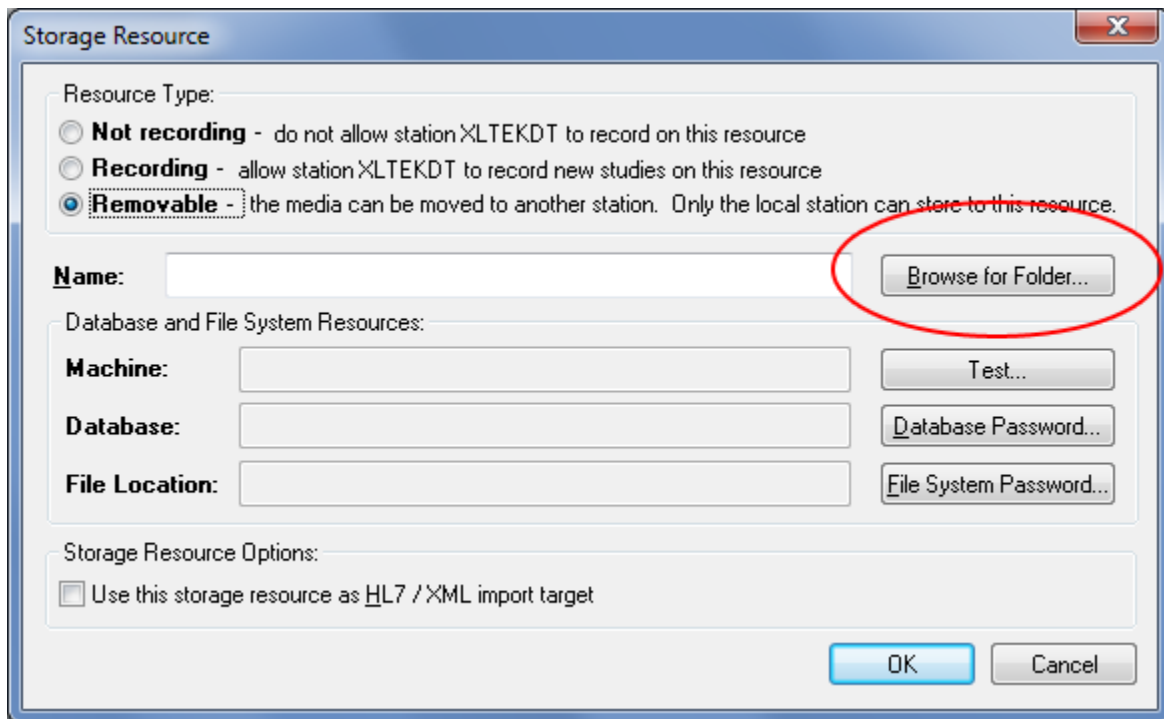 Storage Resource
Resource Type:
Not recording - do not allow station XLTEKDT to record on this resource
Recording - allow station XLTEKDT to record new studies on this resource
Removable - the media can be moved to another station. Only the local station can store to this resource.
Name: Browse for Folder...
Database and File System Resources:
Machine: Test...
Database: Database Password...
File Location: File System Password...
Storage Resource Options:
Use this storage resource as HL7 / XML import target
OK Cancel